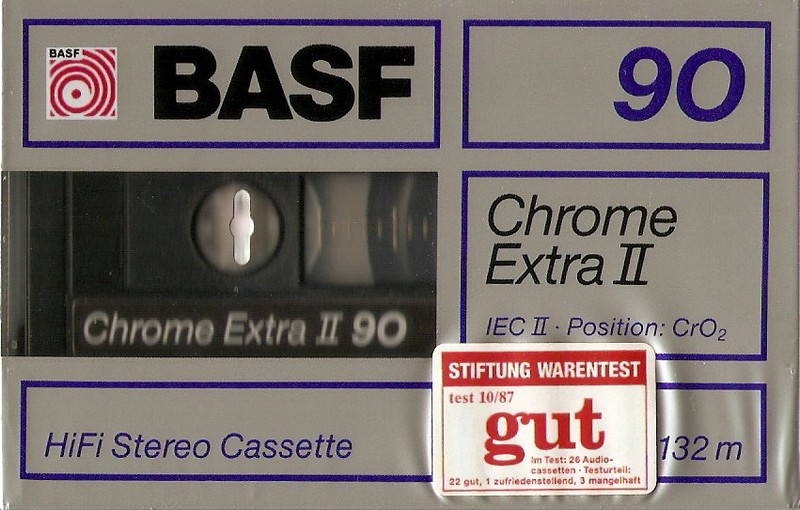 BASF
BASF
90
Chrome
Extra II
IEC II · Position: CrO₂
Chrome Extra II 90
STIFTUNG WARENTEST
test 10/87
gut
Im Test: 26 Audio-
cassetten · Testurteil:
22 gut, 1 zufriedenstellend, 3 mangelhaft
HiFi Stereo Cassette
132 m